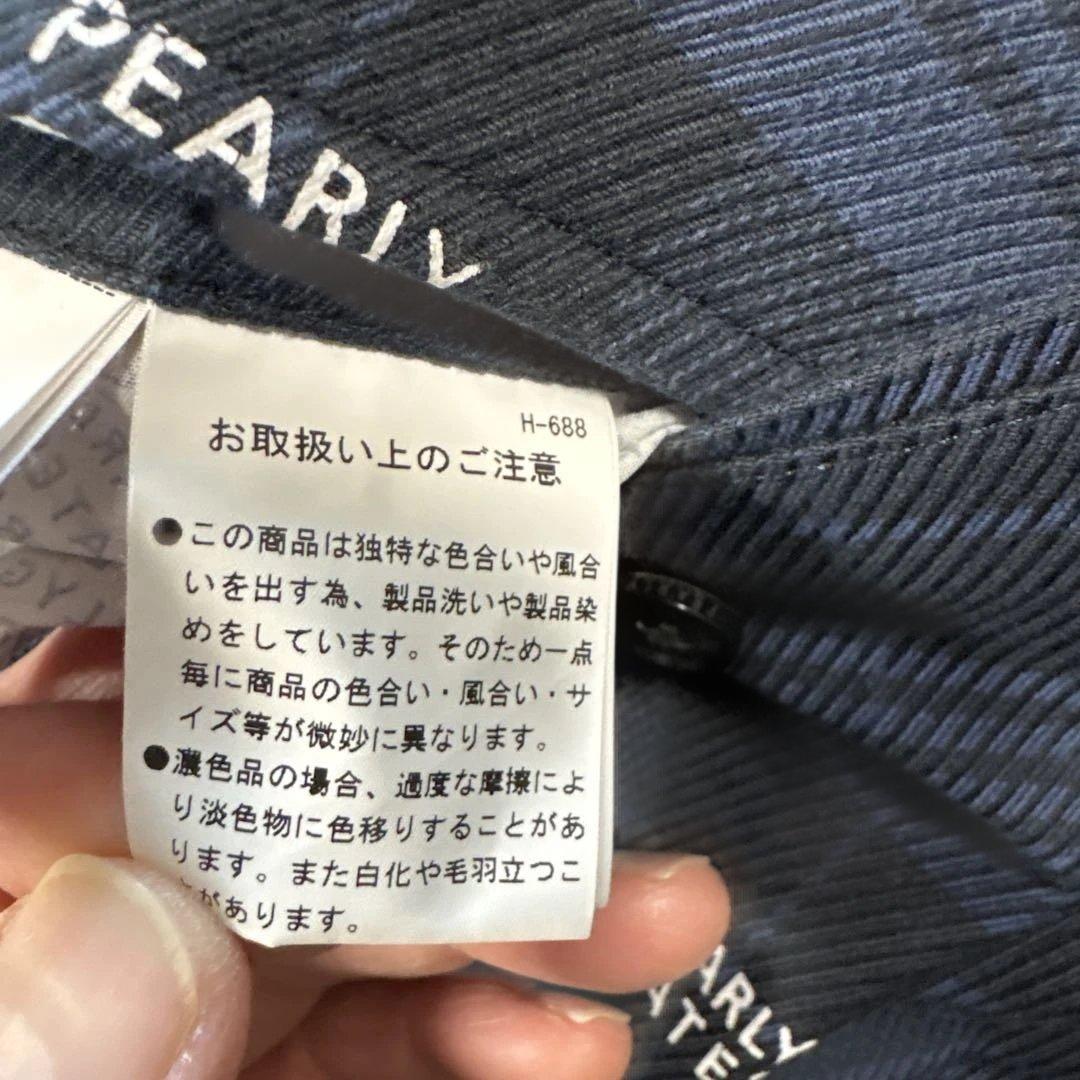 PEARLY
H-688
お取扱い上のご注意
●この商品は独特な色合いや風合
いを出す為、製品洗いや製品染
めをしています。そのため一点
毎に商品の色合い・風合い・サ
イズ等が微妙に異なります。
●濃色品の場合、過度な摩擦によ
り淡色物に色移りすることがあ
ります。また白化や毛羽立つこ
とがあります。
ARLY